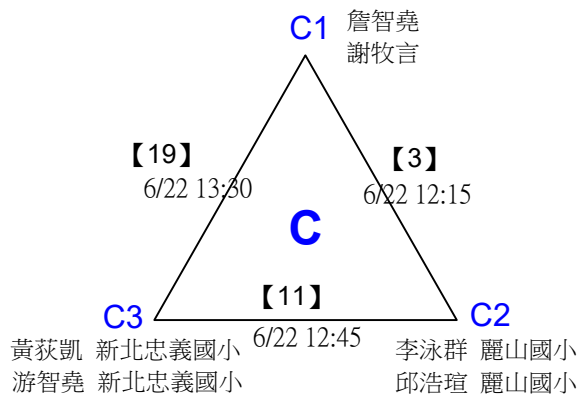 C1 詹智堯
謝牧言
【19】
6/22 13:30
【3】
6/22 12:15
C
【11】
6/22 12:45
C3
黃荻凱 新北忠義國小
游智堯 新北忠義國小
C2
李泳群 麗山國小
邱浩瑄 麗山國小